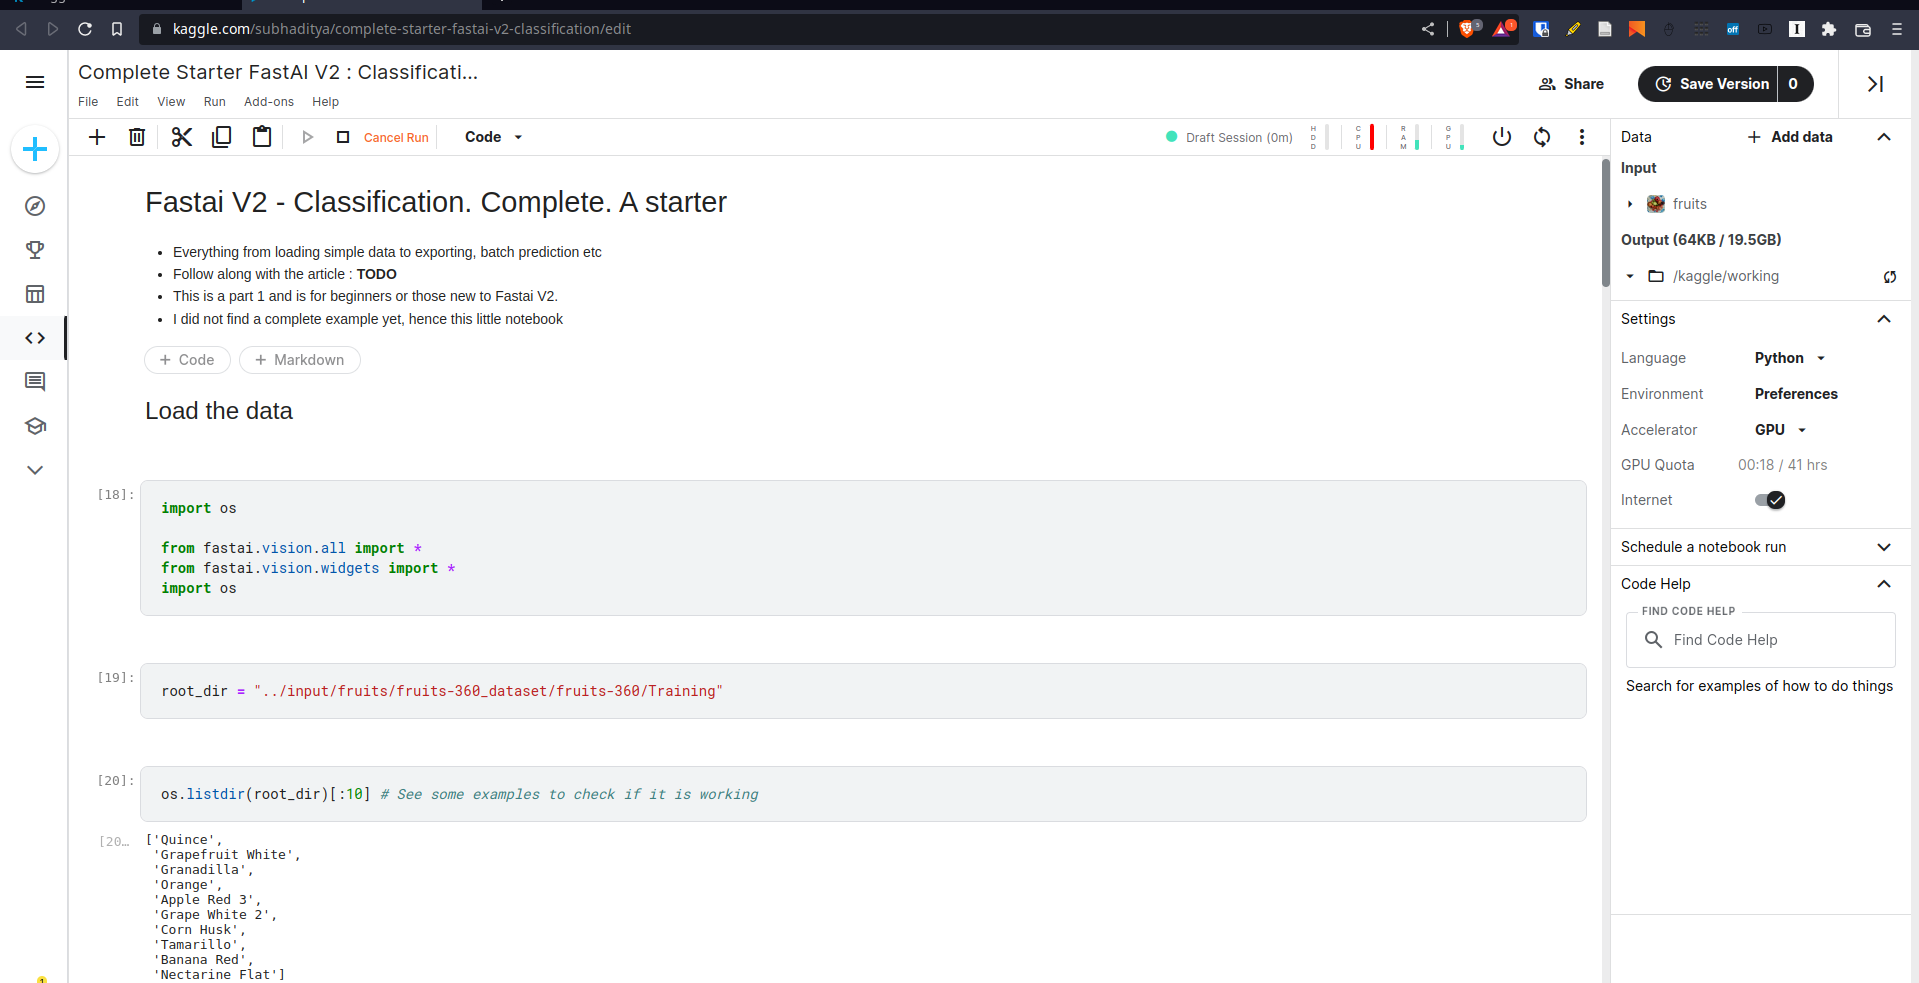 kaggle.com/subhaditya/complete-starter-fastai-v2-classification/edit
5
1
off
I
Complete Starter FastAI V2 : Classificati...
File Edit View Run Add-ons Help
Share
Save Version 0
Cancel Run
Code
Draft Session (0m)
HDD
CPU
RAM
GPU
Fastai V2 - Classification. Complete. A starter
• Everything from loading simple data to exporting, batch prediction etc
• Follow along with the article : TODO
• This is a part 1 and is for beginners or those new to Fastai V2.
• I did not find a complete example yet, hence this little notebook
+ Code + Markdown
Load the data
[18]:
import os
from fastai.vision.all import *
from fastai.vision.widgets import *
import os
[19]:
root_dir = "../input/fruits/fruits-360_dataset/fruits-360/Training"
[20]:
os.listdir(root_dir)[:10] # See some examples to check if it is working
[20…
['Quince',
'Grapefruit White',
'Granadilla',
'Orange',
'Apple Red 3',
'Grape White 2',
'Corn Husk',
'Tamarillo',
'Banana Red',
'Nectarine Flat']
Data
+ Add data
Input
fruits
Output (64KB / 19.5GB)
/kaggle/working
Settings
Language Python
Environment Preferences
Accelerator GPU
GPU Quota 00:18 / 41 hrs
Internet
Schedule a notebook run
Code Help
FIND CODE HELP
Find Code Help
Search for examples of how to do things